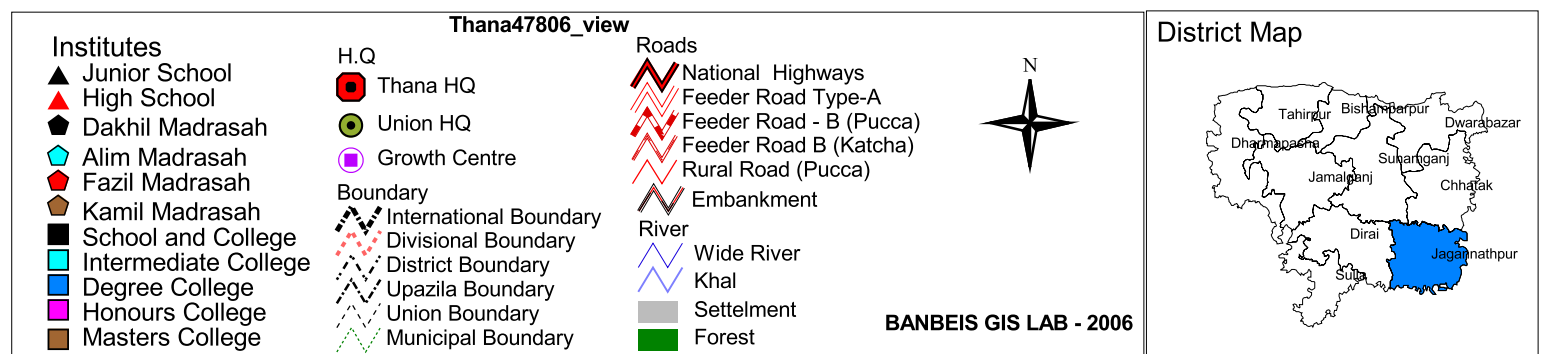 Thana47806_view
Institutes
Junior School
High School
Dakhil Madrasah
Alim Madrasah
Fazil Madrasah
Kamil Madrasah
School and College
Intermediate College
Degree College
Honours College
Masters College
H.Q
Thana HQ
Union HQ
Growth Centre
Boundary
International Boundary
Divisional Boundary
District Boundary
Upazila Boundary
Union Boundary
Municipal Boundary
Roads
National Highways
Feeder Road Type-A
Feeder Road - B (Pucca)
Feeder Road B (Katcha)
Rural Road (Pucca)
Embankment
River
Wide River
Khal
Settelment
Forest
N
BANBEIS GIS LAB - 2006
District Map
Tahirpur
Bishamparpur
Dwarabazar
Dharmapacha
Sunamganj
Jamalganj
Chhatak
Dirai
Jagannathpur
Sulla